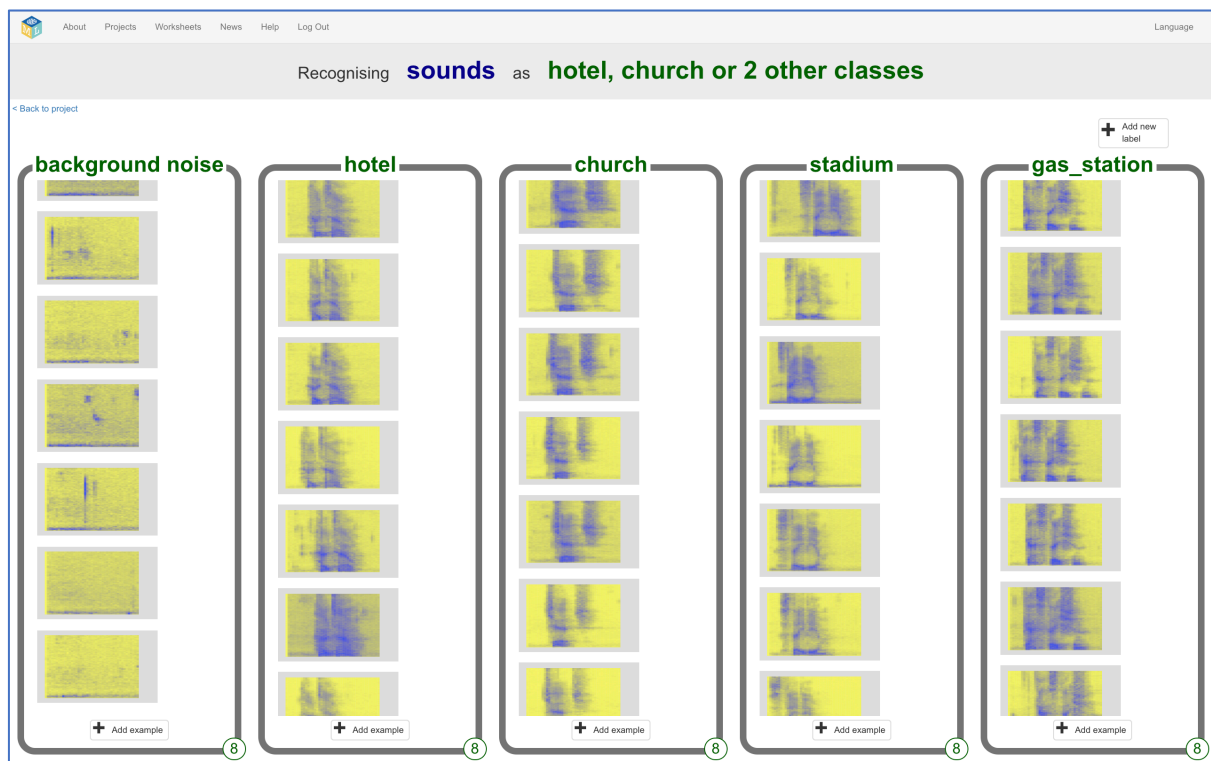 About Projects Worksheets News Help Log Out Language
Recognising sounds as hotel, church or 2 other classes
< Back to project
Add new
label
background noise hotel church stadium gas_station
Add example Add example Add example Add example Add example
8 8 8 8 8